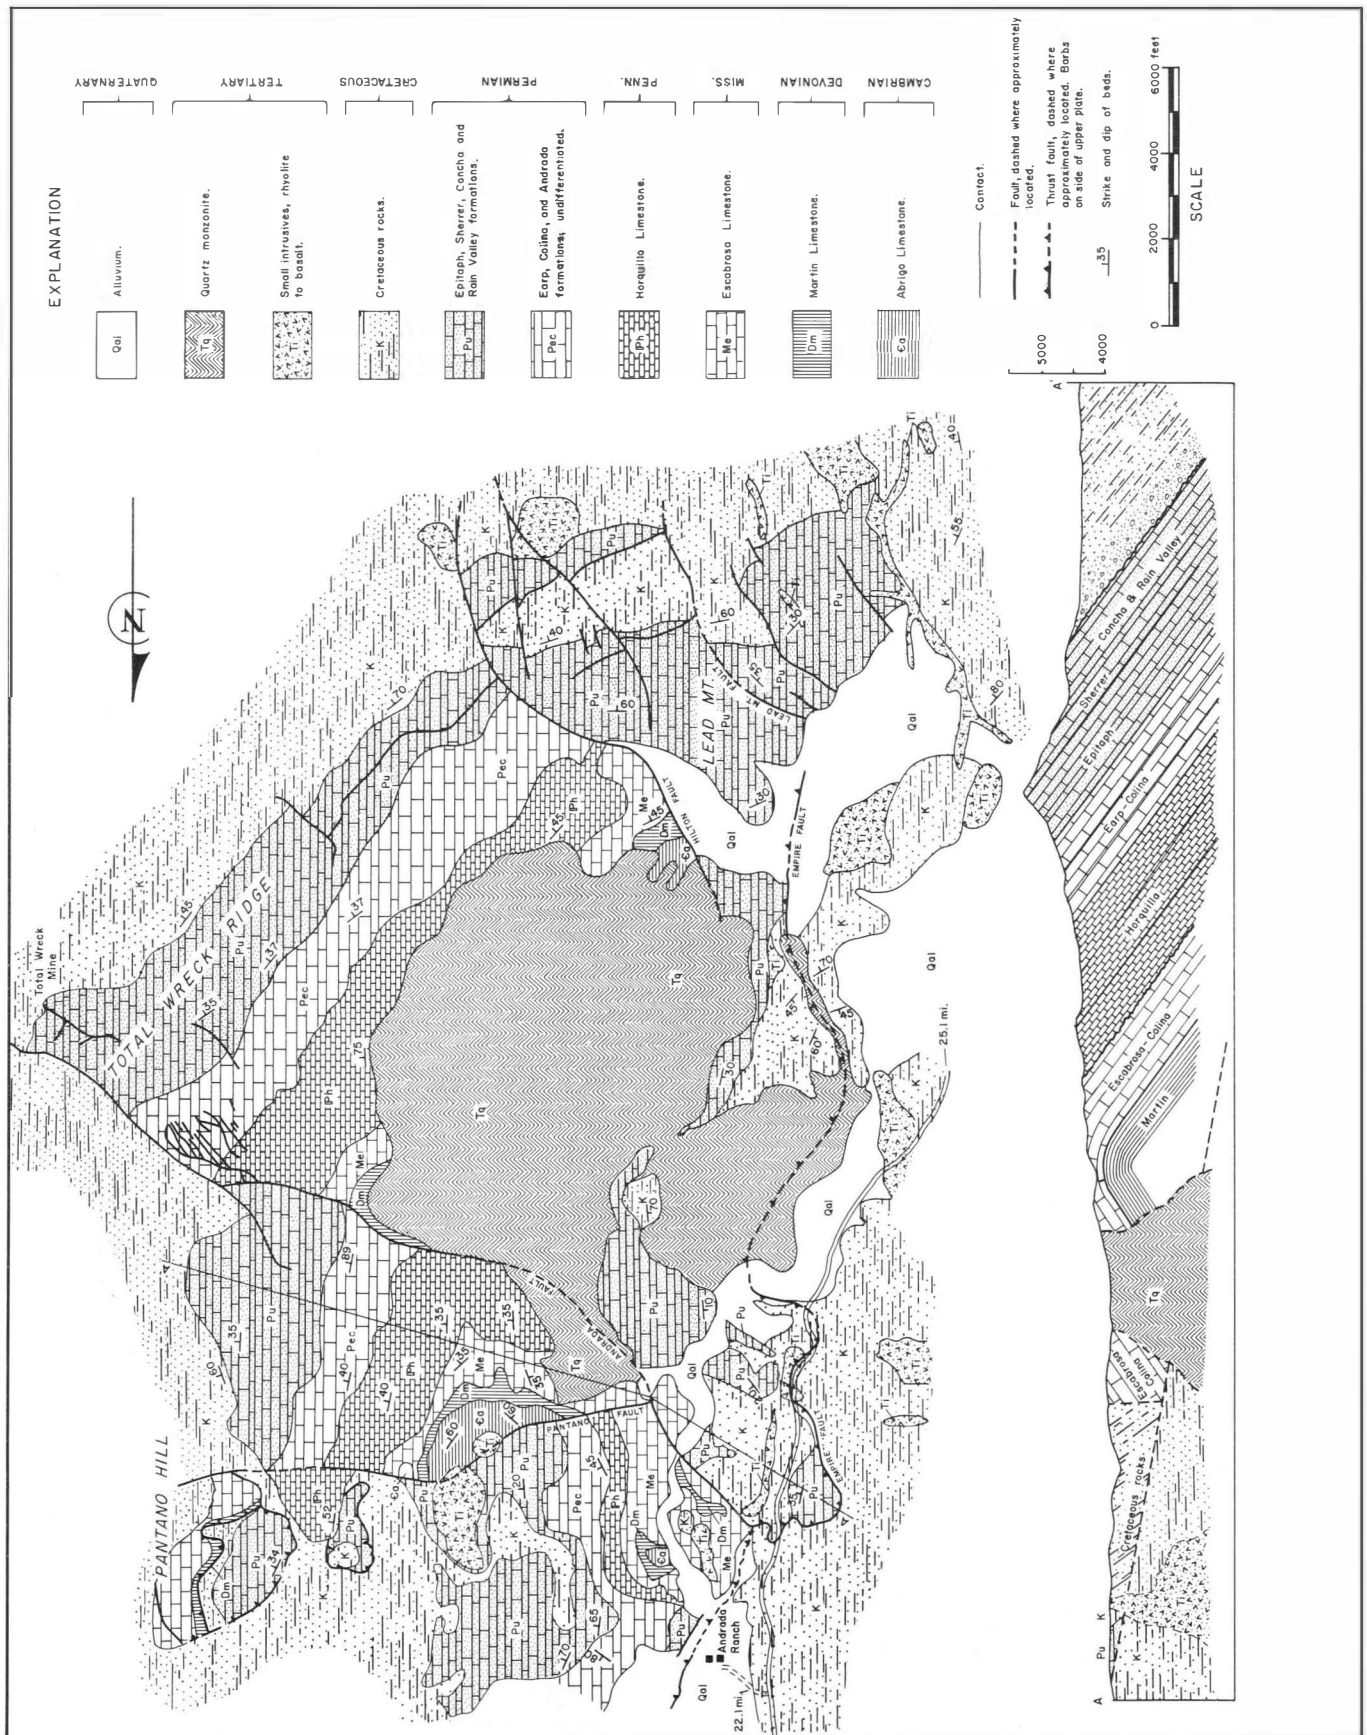 EXPLANATION
Qal
Alluvium.
QUATERNARY
Tq
Quartz monzonite.
Ti
Small intrusives, rhyolite
to basalt.
TERTIARY
K
Cretaceous rocks.
CRETACEOUS
Pu
Epitaph, Sherrer, Concha and
Rain Valley formations.
Pec
Earp, Colina, and Andrada
formations, undifferentiated.
PERMIAN
Ph
Horquilla Limestone.
PENN.
Me
Escabrosa Limestone.
MISS.
Dm
Martin Limestone.
DEVONIAN
Єa
Abrigo Limestone.
CAMBRIAN
Contact.
Fault, dashed where approximately
located.
Thrust fault, dashed where
approximately located. Barbs
on side of upper plate.
35
Strike and dip of beds.
0 2000 4000 6000 feet
SCALE
N
PANTANO HILL
TOTAL WRECK RIDGE
Total Wreck
Mine
LEAD MT.
LEAD MT. FAULT
HILTON FAULT
EMPIRE FAULT
ANDRADA FAULT
PANTANO FAULT
EMPIRE FAULT
Andrada
Ranch
22.1 mi.
25.1 mi.
5000
4000
A
A'
Pu
K
Ti
Cretaceous rocks
Escabrosa
Colina
Tq
Martin
Escabrosa-Colina
Horquilla
Earp-Colina
Epitaph
Sherrer
Concha & Rain Valley